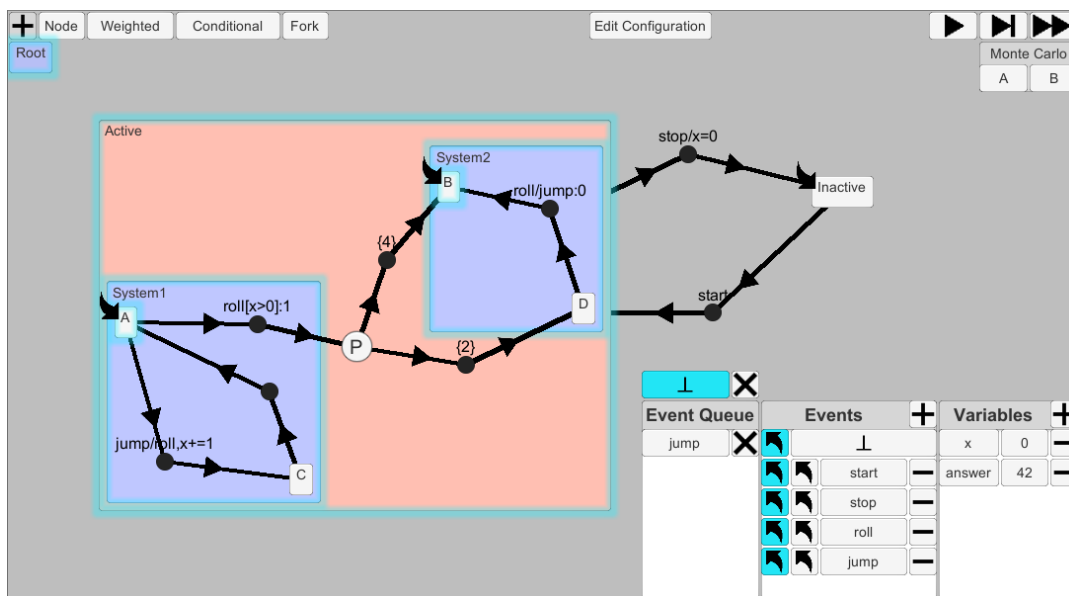 Node Weighted Conditional Fork Edit Configuration
Root
Monte Carlo
A B
Active
stop/x=0
System2
B
roll/jump:0
Inactive
{4}
System1
A
roll[x>0]:1
D
start
P
{2}
jump/roll,x+=1
C
⊥
Event Queue Events Variables
jump ⊥ x 0
start answer 42
stop
roll
jump